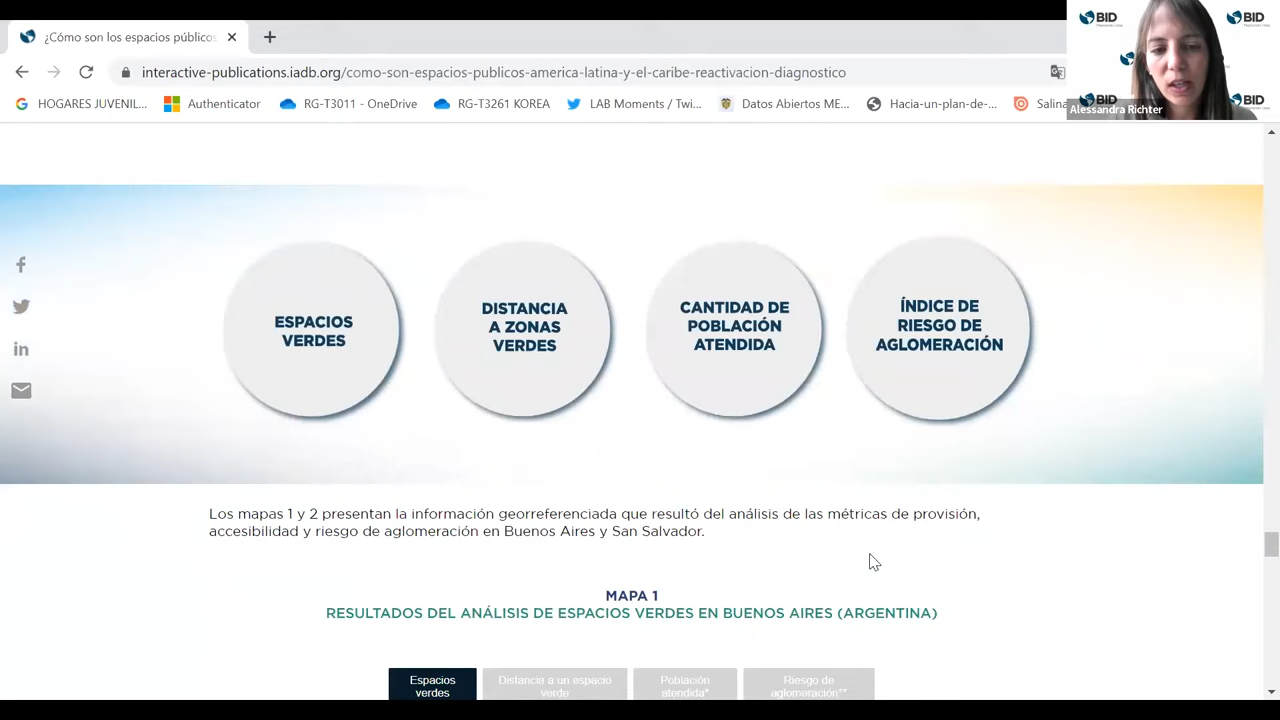 ¿Cómo son los espacios públicos
interactive-publications.iadb.org/como-son-espacios-publicos-america-latina-y-el-caribe-reactivacion-diagnostico
HOGARES JUVENIL...
Authenticator
RG-T3011 - OneDrive
RG-T3261 KOREA
LAB Moments / Twi...
Datos Abiertos ME...
Hacia-un-plan-de-...
Salina
BID
BID
BID
BID
Alessandra Richter
ESPACIOS
VERDES
DISTANCIA
A ZONAS
VERDES
CANTIDAD DE
POBLACIÓN
ATENDIDA
ÍNDICE DE
RIESGO DE
AGLOMERACIÓN
Los mapas 1 y 2 presentan la información georreferenciada que resultó del análisis de las métricas de provisión,
accesibilidad y riesgo de aglomeración en Buenos Aires y San Salvador.
MAPA 1
RESULTADOS DEL ANÁLISIS DE ESPACIOS VERDES EN BUENOS AIRES (ARGENTINA)
Espacios
verdes
Distancia a un espacio
verde
Población
atendida*
Riesgo de
aglomeración**